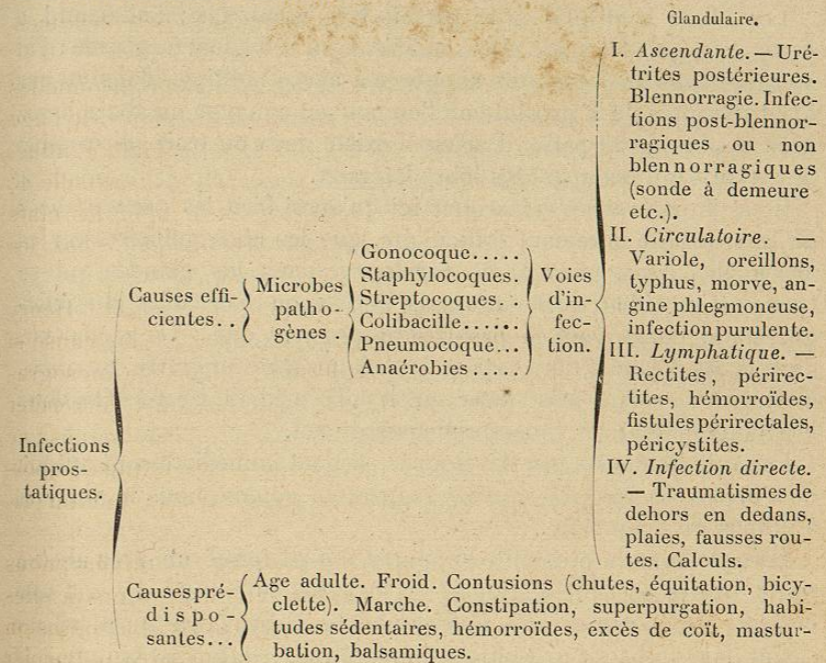 Glandulaire.
I. Ascendante. — Uré-
trites postérieures.
Blennorragie. Infec-
tions post-blennor-
ragiques ou non
blennorragiques
(sonde à demeure
etc.).
II. Circulatoire. —
Variole, oreillons,
typhus, morve, an-
gine phlegmoneuse,
infection purulente.
III. Lymphatique. —
Rectites, périrec-
tites, hémorroïdes,
fistules périrectales,
péricystites.
IV. Infection directe.
— Traumatismes de
dehors en dedans,
plaies, fausses rou-
tes. Calculs.
Voies
d'in-
fec-
tion.
Gonocoque.....
Staphylocoques.
Streptocoques..
Colibacille......
Pneumocoque...
Anaérobies.....
Microbes
patho-
gènes.
Causes effi-
cientes..
Infections
pros-
tatiques.
Causes pré-
dispo-
santes...
Age adulte. Froid. Contusions (chutes, équitation, bicy-
clette). Marche. Constipation, superpurgation, habi-
tudes sédentaires, hémorroïdes, excès de coït, mastur-
bation, balsamiques.